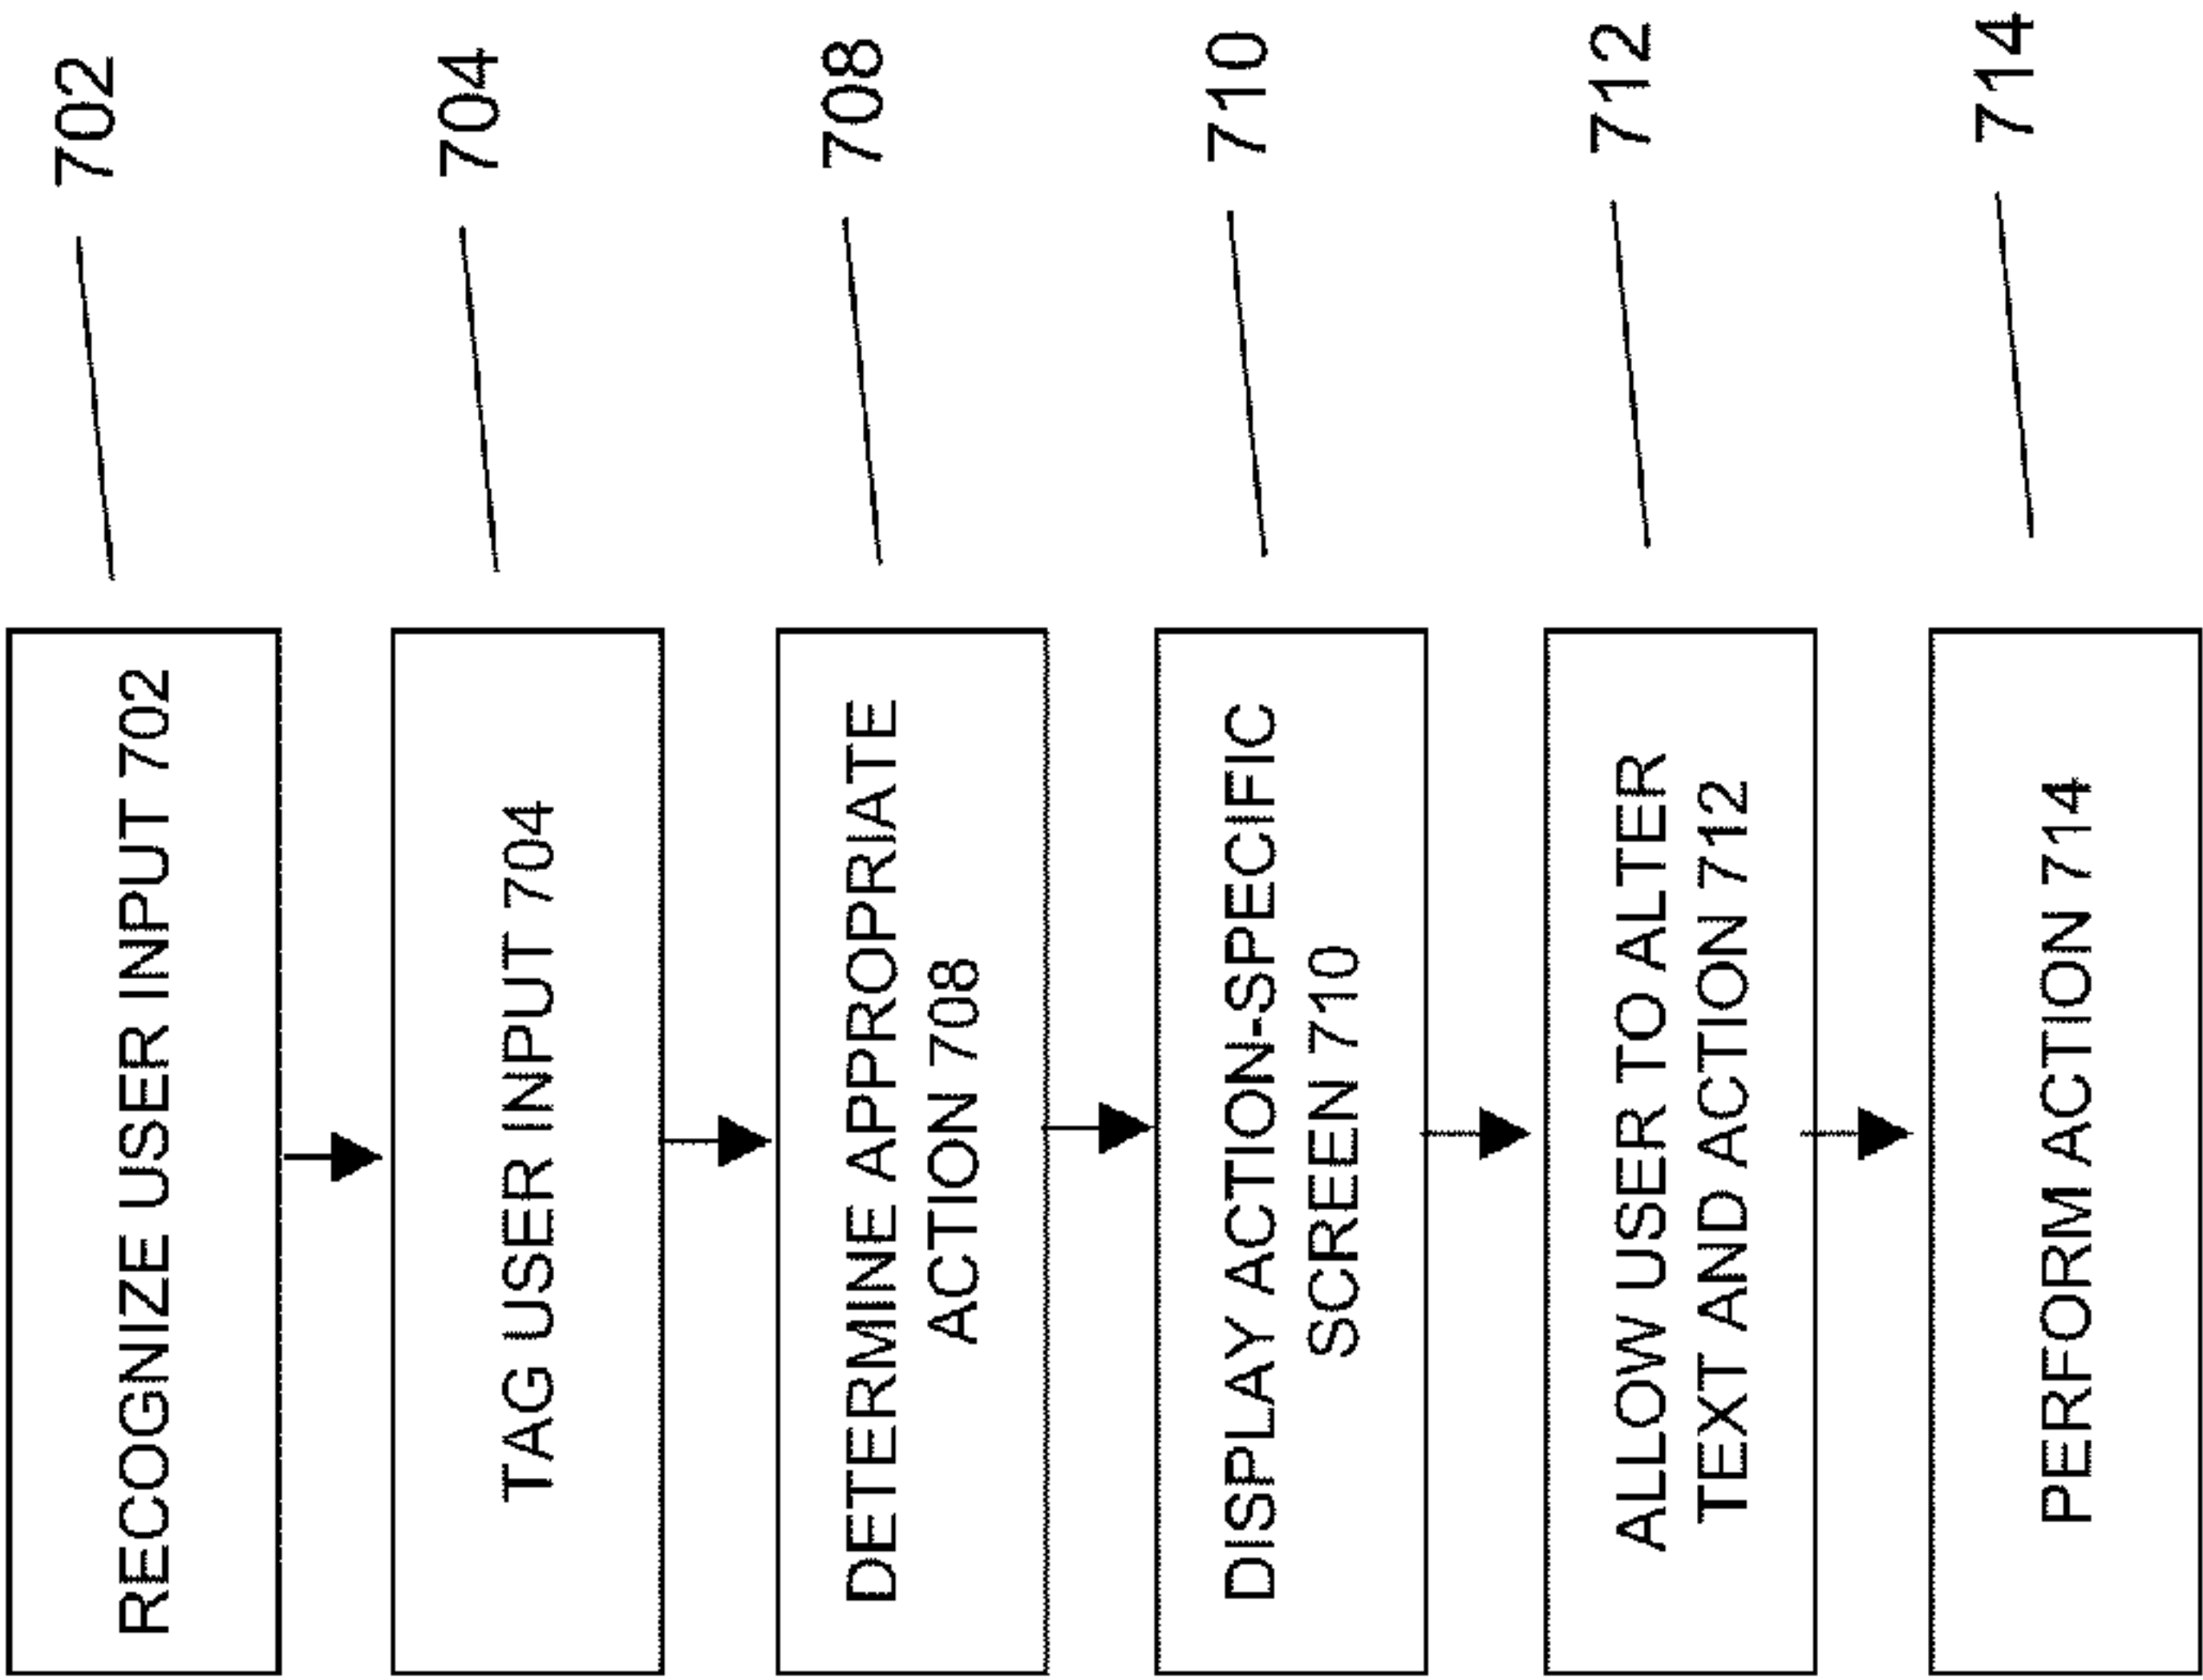 RECOGNIZE USER INPUT 702
702
TAG USER INPUT 704
704
DETERMINE APPROPRIATE
ACTION 708
708
DISPLAY ACTION-SPECIFIC
SCREEN 710
710
ALLOW USER TO ALTER
TEXT AND ACTION 712
712
PERFORM ACTION 714
714